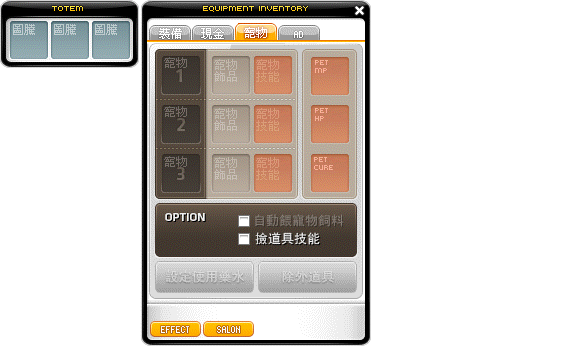 TOTEM
圖騰 圖騰 圖騰
EQUIPMENT INVENTORY
裝備 現金 寵物 AD
寵物
1
寵物
飾品
寵物
技能
PET
MP
寵物
2
寵物
飾品
寵物
技能
PET
HP
寵物
3
寵物
飾品
寵物
技能
PET
CURE
OPTION
自動餵寵物飼料
撿道具技能
設定使用藥水 除外道具
EFFECT SALON